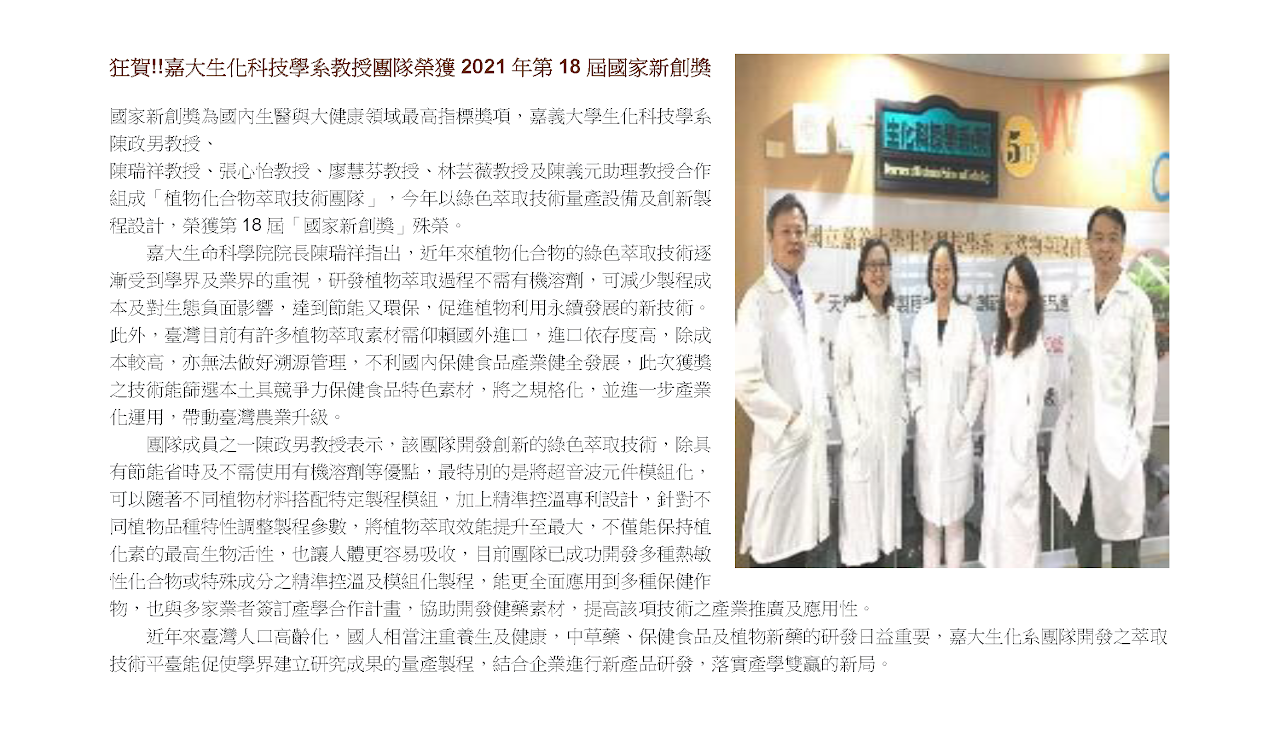 狂賀!!嘉大生化科技學系教授團隊榮獲 2021 年第 18 屆國家新創獎
國家新創獎為國內生醫與大健康領域最高指標獎項，嘉義大學生化科技學系
陳政男教授、
陳瑞祥教授、張心怡教授、廖慧芬教授、林芸薇教授及陳義元助理教授合作
組成「植物化合物萃取技術團隊」，今年以綠色萃取技術量產設備及創新製
程設計，榮獲第 18 屆「國家新創獎」殊榮。
嘉大生命科學院院長陳瑞祥指出，近年來植物化合物的綠色萃取技術逐
漸受到學界及業界的重視，研發植物萃取過程不需有機溶劑，可減少製程成
本及對生態負面影響，達到節能又環保，促進植物利用永續發展的新技術。
此外，臺灣目前有許多植物萃取素材需仰賴國外進口，進口依存度高，除成
本較高，亦無法做好溯源管理，不利國內保健食品產業健全發展，此次獲獎
之技術能篩選本土具競爭力保健食品特色素材，將之規格化，並進一步產業
化運用，帶動臺灣農業升級。
團隊成員之一陳政男教授表示，該團隊開發創新的綠色萃取技術，除具
有節能省時及不需使用有機溶劑等優點，最特別的是將超音波元件模組化，
可以隨著不同植物材料搭配特定製程模組，加上精準控溫專利設計，針對不
同植物品種特性調整製程參數，將植物萃取效能提升至最大，不僅能保持植
化素的最高生物活性，也讓人體更容易吸收，目前團隊已成功開發多種熱敏
性化合物或特殊成分之精準控溫及模組化製程，能更全面應用到多種保健作
物，也與多家業者簽訂產學合作計畫，協助開發健藥素材，提高該項技術之產業推廣及應用性。
近年來臺灣人口高齡化，國人相當注重養生及健康，中草藥、保健食品及植物新藥的研發日益重要，嘉大生化系團隊開發之萃取
技術平臺能促使學界建立研究成果的量產製程，結合企業進行新產品研發，落實產學雙贏的新局。
生化科技學系
5F
W
國立嘉義大學生化科技學系